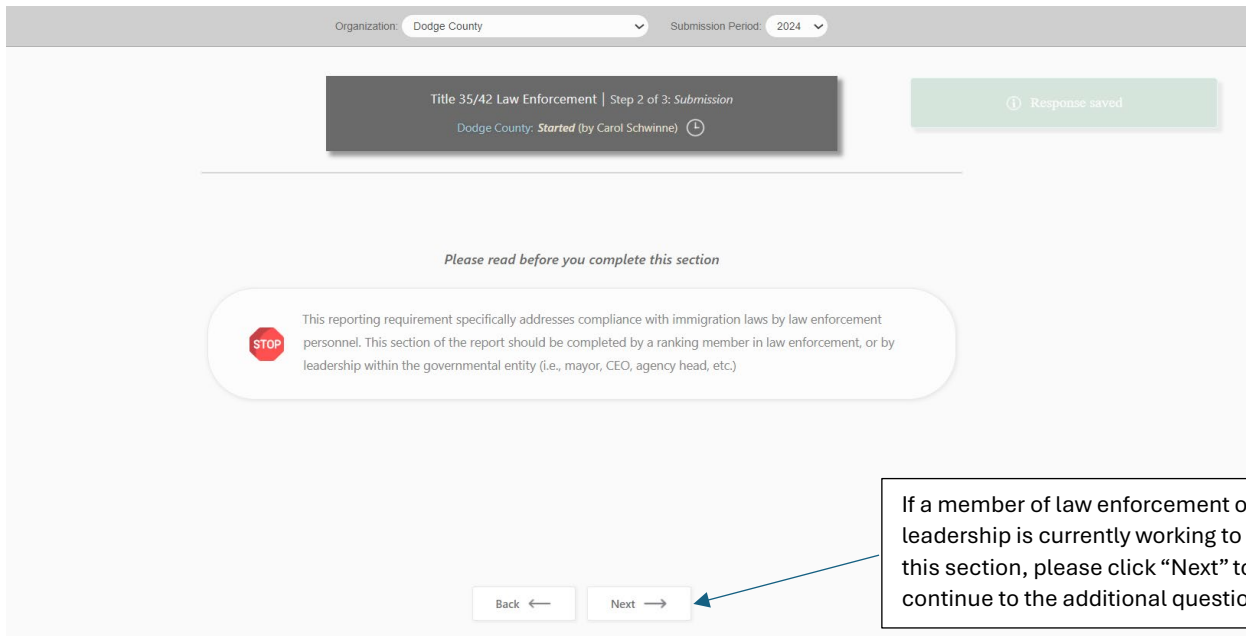 Organization: Dodge County Submission Period: 2024
Title 35/42 Law Enforcement | Step 2 of 3: Submission
Dodge County: Started (by Carol Schwinne)
Response saved
Please read before you complete this section
This reporting requirement specifically addresses compliance with immigration laws by law enforcement
STOP
personnel. This section of the report should be completed by a ranking member in law enforcement, or by
leadership within the governmental entity (i.e., mayor, CEO, agency head, etc.)
If a member of law enforcement
leadership is currently working to
this section, please click “Next”
continue to the additional
Back Next